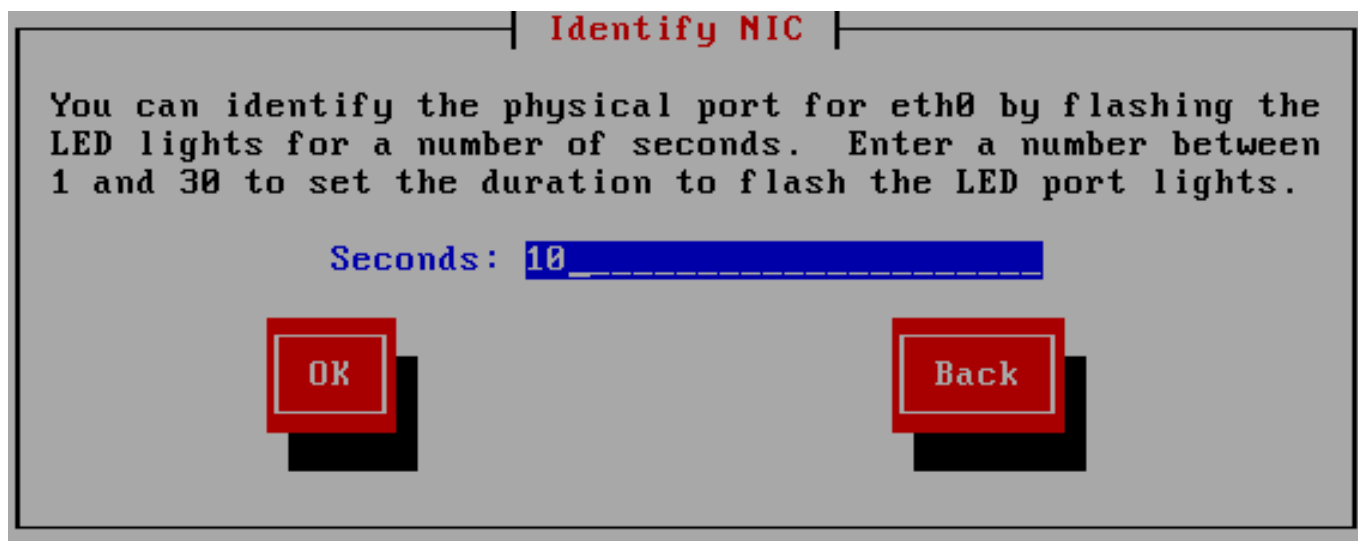 Identify NIC
You can identify the physical port for eth0 by flashing the
LED lights for a number of seconds.  Enter a number between
1 and 30 to set the duration to flash the LED port lights.
Seconds: 10____________________
OK Back